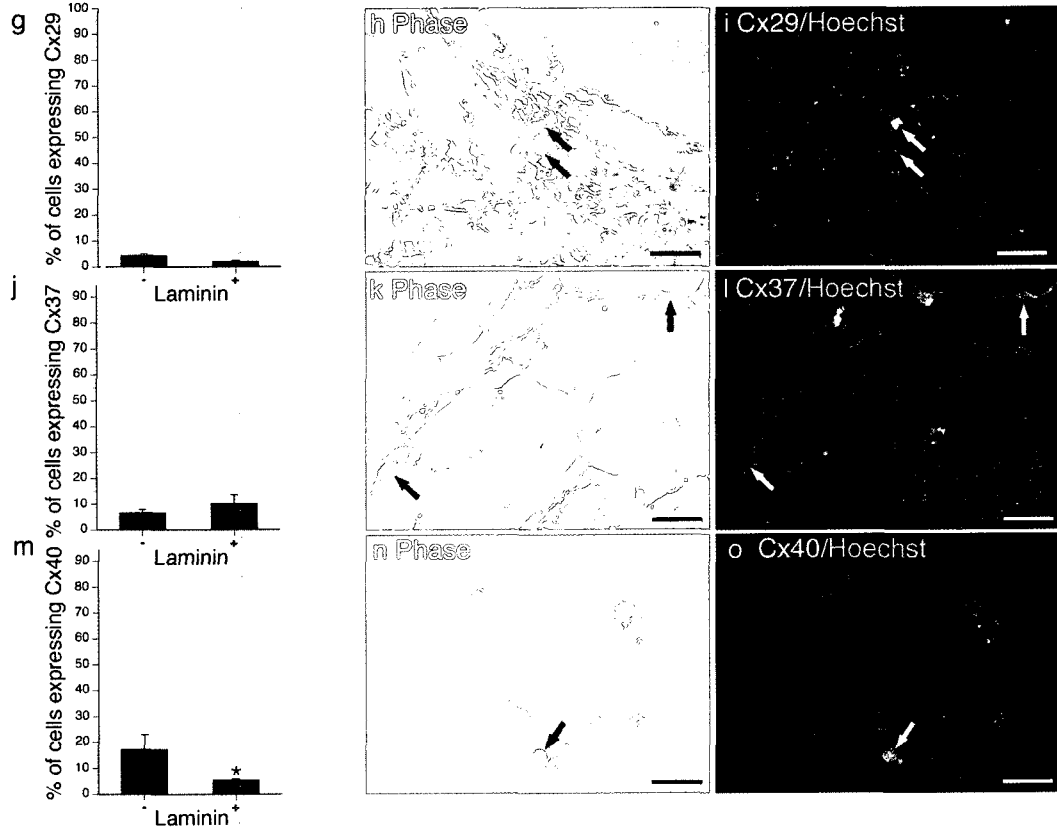 g
% of cells expressing Cx29
100
90
80
70
60
50
40
30
20
10
0
-
+
Laminin
h Phase
i Cx29/Hoechst
j
% of cells expressing Cx37
90
80
70
60
50
40
30
20
10
0
-
+
Laminin
k Phase
l Cx37/Hoechst
m
% of cells expressing Cx40
90
80
70
60
50
40
30
20
10
0
*
-
+
Laminin
n Phase
o Cx40/Hoechst